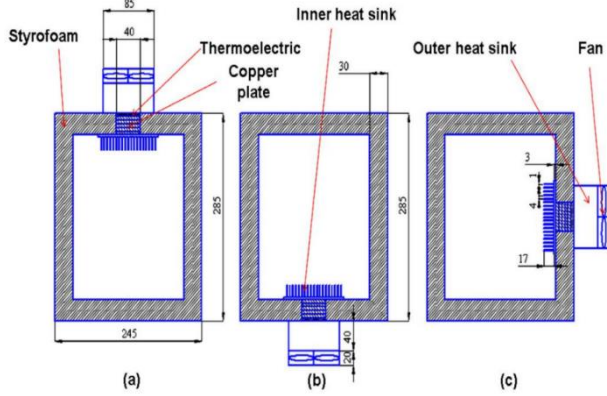 85
Inner heat sink
40
Styrofoam
Thermoelectric
Copper
plate
30
Outer heat sink
Fan
3
1
4
17
285
285
245
40
20
(a)
(b)
(c)